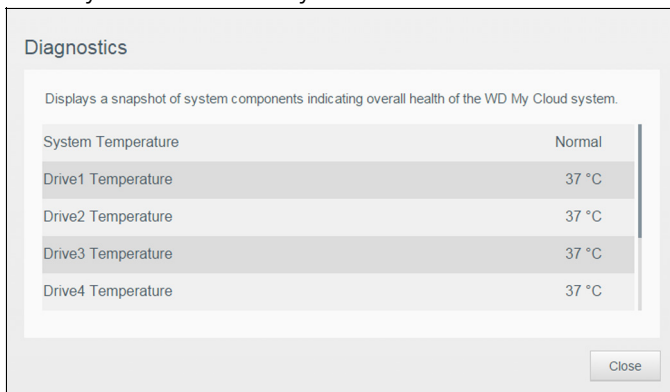 Diagnostics
Displays a snapshot of system components indicating overall health of the WD My Cloud system.
System Temperature Normal
Drive1 Temperature 37 °C
Drive2 Temperature 37 °C
Drive3 Temperature 37 °C
Drive4 Temperature 37 °C
Close